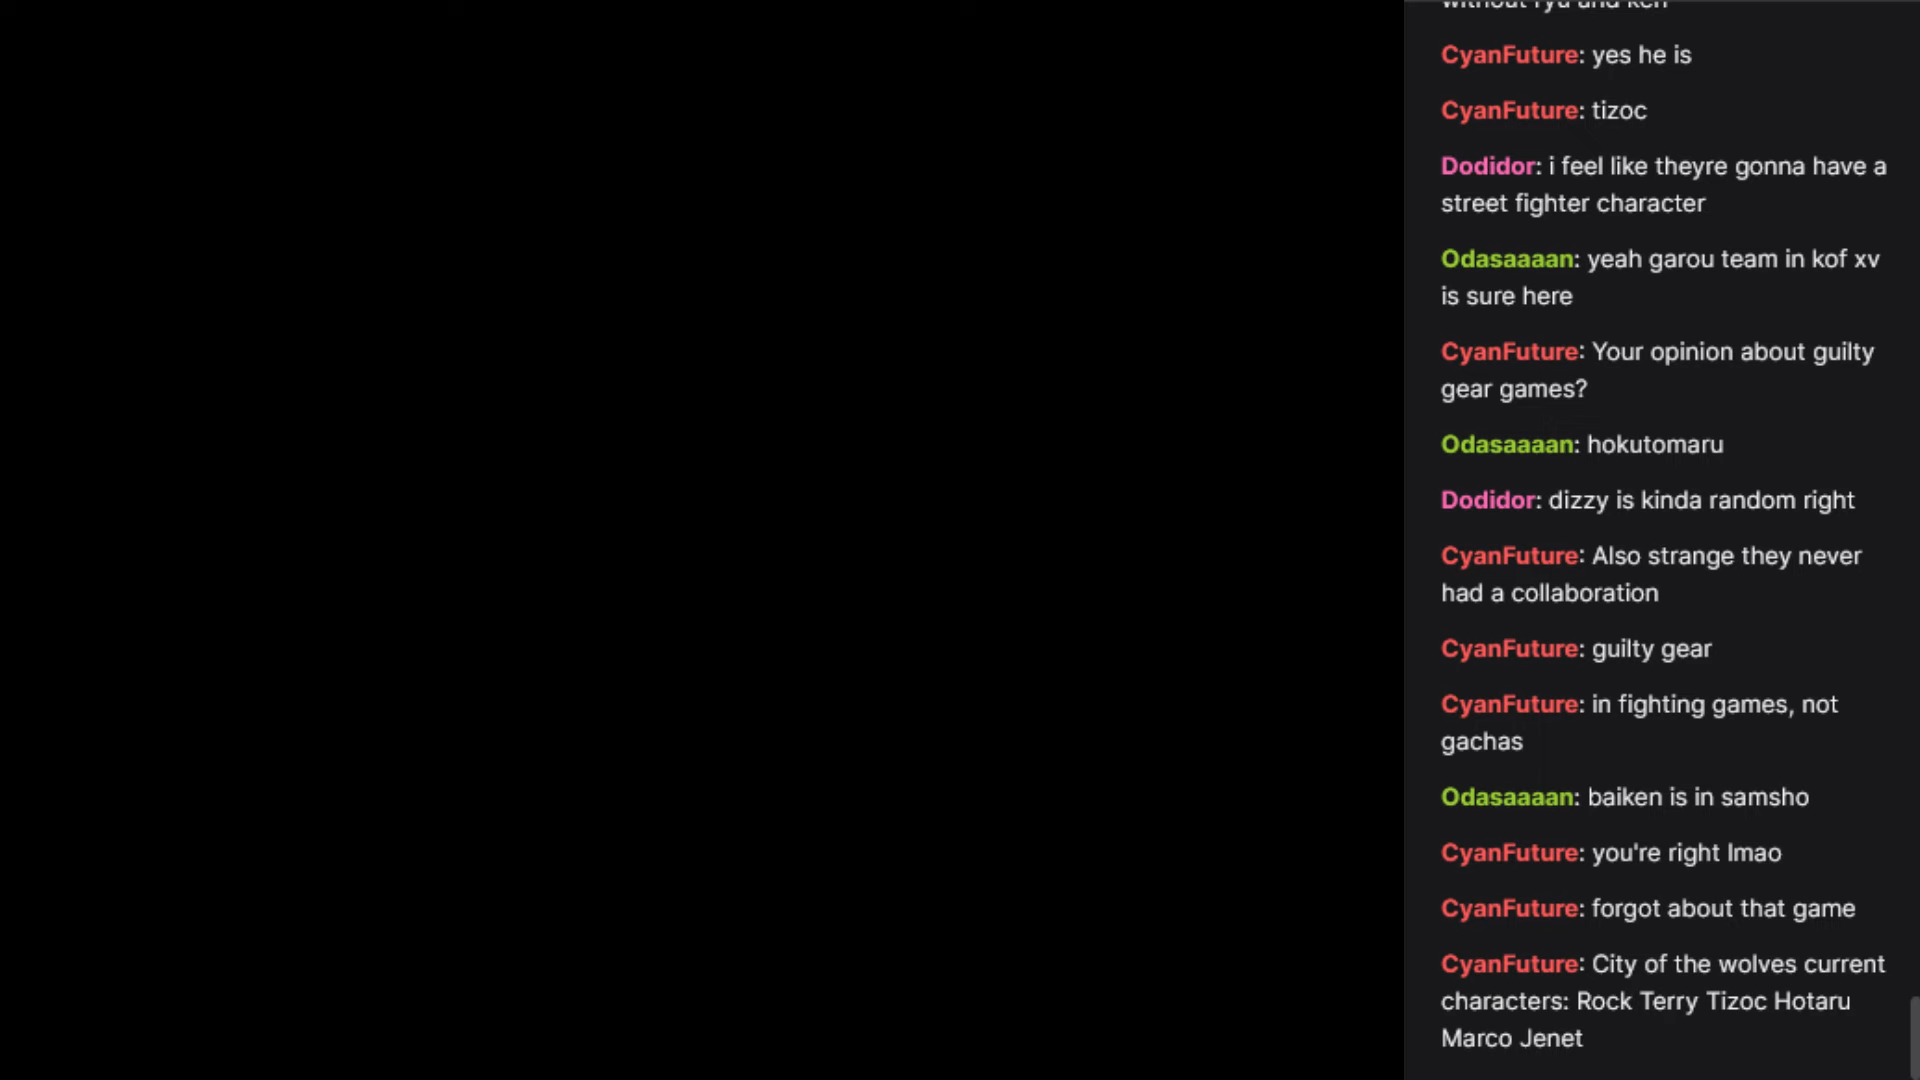 without ryu and ken
CyanFuture: yes he is
CyanFuture: tizoc
Dodidor: i feel like theyre gonna have a
street fighter character
Odasaaaan: yeah garou team in kof xv
is sure here
CyanFuture: Your opinion about guilty
gear games?
Odasaaaan: hokutomaru
Dodidor: dizzy is kinda random right
CyanFuture: Also strange they never
had a collaboration
CyanFuture: guilty gear
CyanFuture: in fighting games, not
gachas
Odasaaaan: baiken is in samsho
CyanFuture: you're right lmao
CyanFuture: forgot about that game
CyanFuture: City of the wolves current
characters: Rock Terry Tizoc Hotaru
Marco Jenet